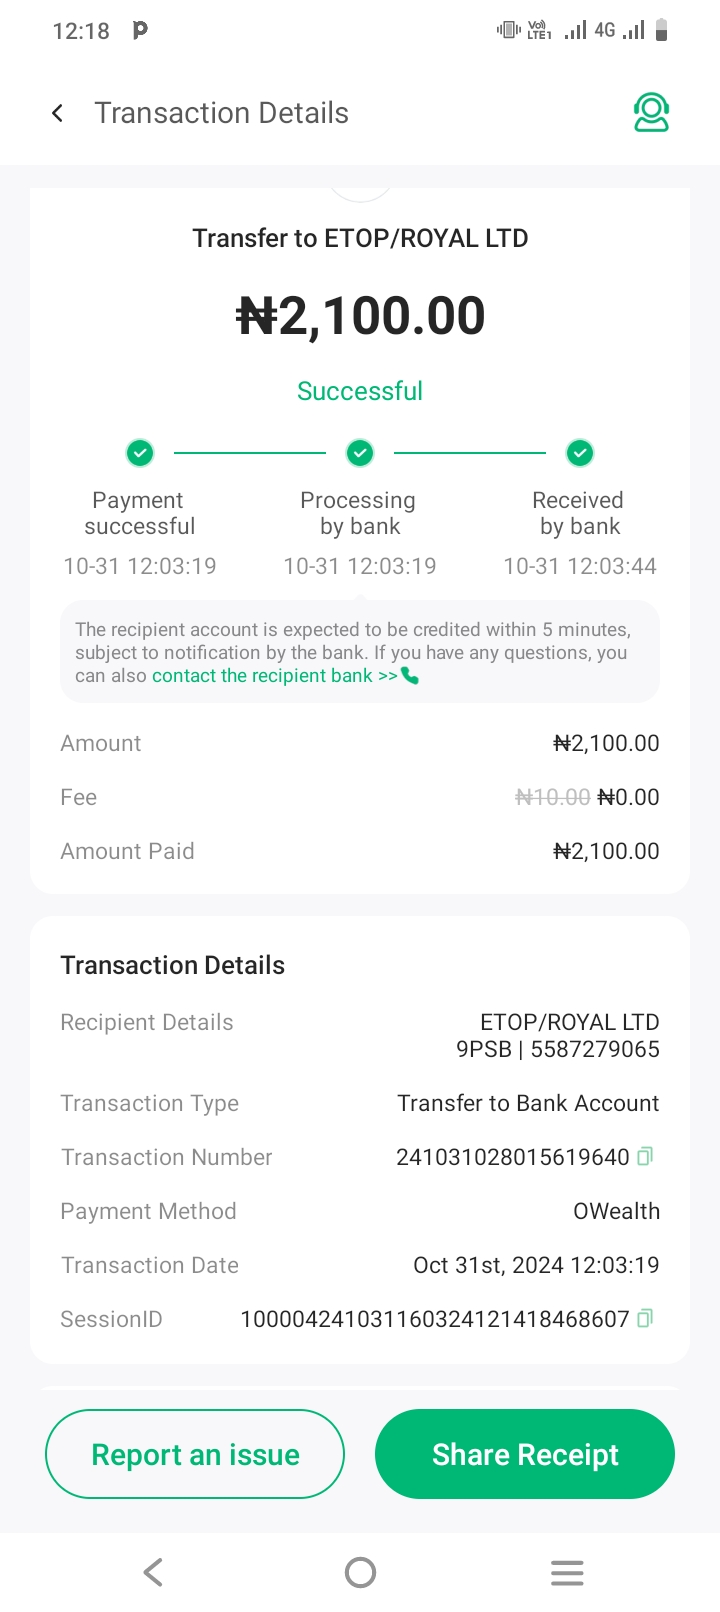 12:18
VoI) LTE1 4G
Transaction Details
Transfer to ETOP/ROYAL LTD
₦2,100.00
Successful
Payment successful
Processing by bank
Received by bank
10-31 12:03:19 10-31 12:03:19 10-31 12:03:44
The recipient account is expected to be credited within 5 minutes,
subject to notification by the bank. If you have any questions, you
can also contact the recipient bank >>
Amount ₦2,100.00
Fee ₦10.00 ₦0.00
Amount Paid ₦2,100.00
Transaction Details
Recipient Details ETOP/ROYAL LTD
9PSB | 5587279065
Transaction Type Transfer to Bank Account
Transaction Number 241031028015619640
Payment Method OWealth
Transaction Date Oct 31st, 2024 12:03:19
SessionID 100004241031160324121418468607
Report an issue Share Receipt